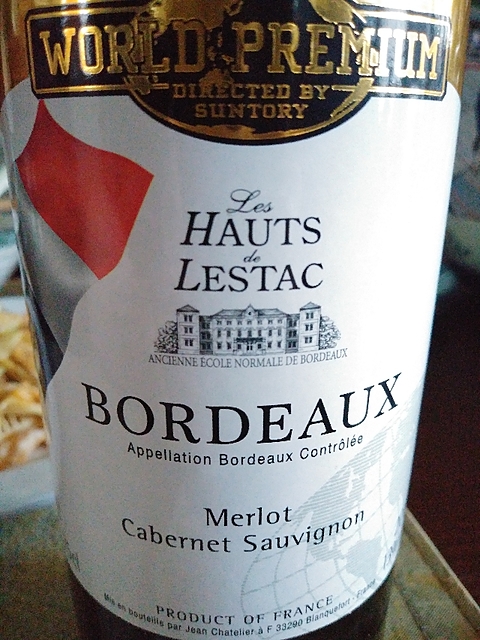 WORLD PREMIUM
DIRECTED BY
SUNTORY
Les
HAUTS
de
LESTAC
ANCIENNE ÉCOLE NORMALE DE BORDEAUX
BORDEAUX
Appellation Bordeaux Contrôlée
Merlot
Cabernet Sauvignon
PRODUCT OF FRANCE
Mis en bouteille par Jean Chatelier à F 33290 Blanquefort - France